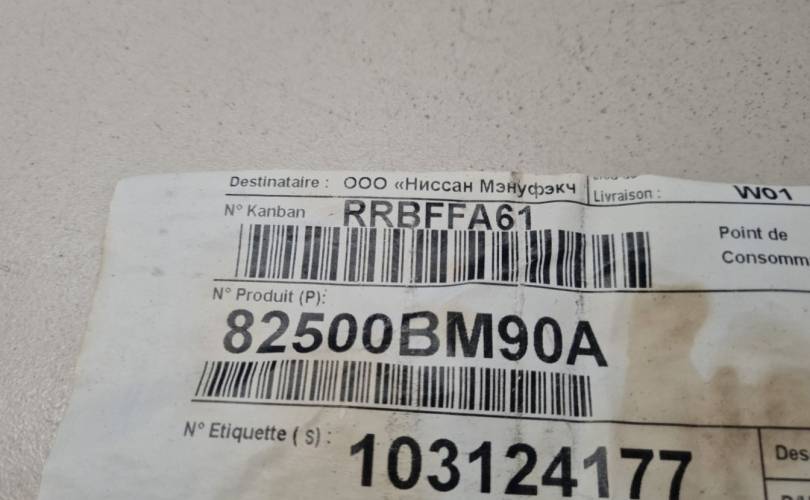 Destinataire : ООО «Ниссан Мэнуфэкч
Livraison : W01
N° Kanban RRBFFA61
Point de
Consomm
N° Produit (P):
82500BM90A
N° Etiquette ( S) : 103124177
Des